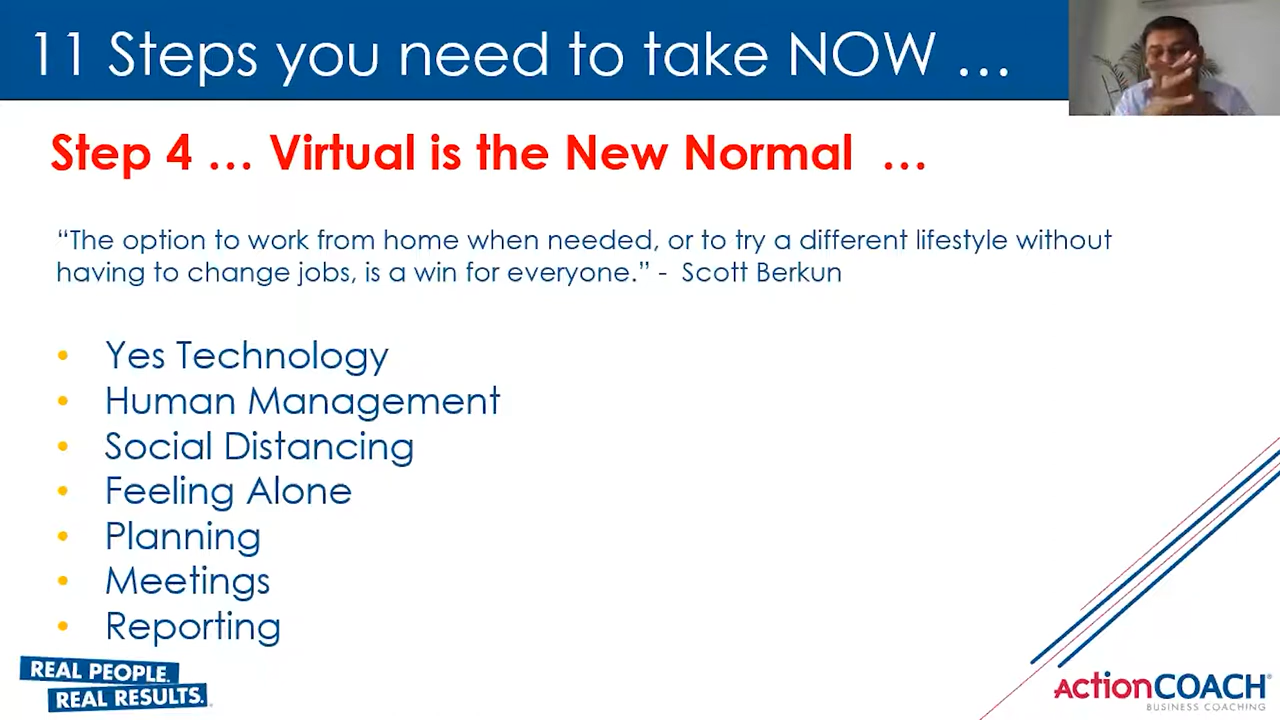 11 Steps you need to take NOW ...
Step 4 ... Virtual is the New Normal ...
“The option to work from home when needed, or to try a different lifestyle without
having to change jobs, is a win for everyone.” - Scott Berkun
• Yes Technology
• Human Management
• Social Distancing
• Feeling Alone
• Planning
• Meetings
• Reporting
REAL PEOPLE.
REAL RESULTS.
ActionCOACH®
BUSINESS COACHING